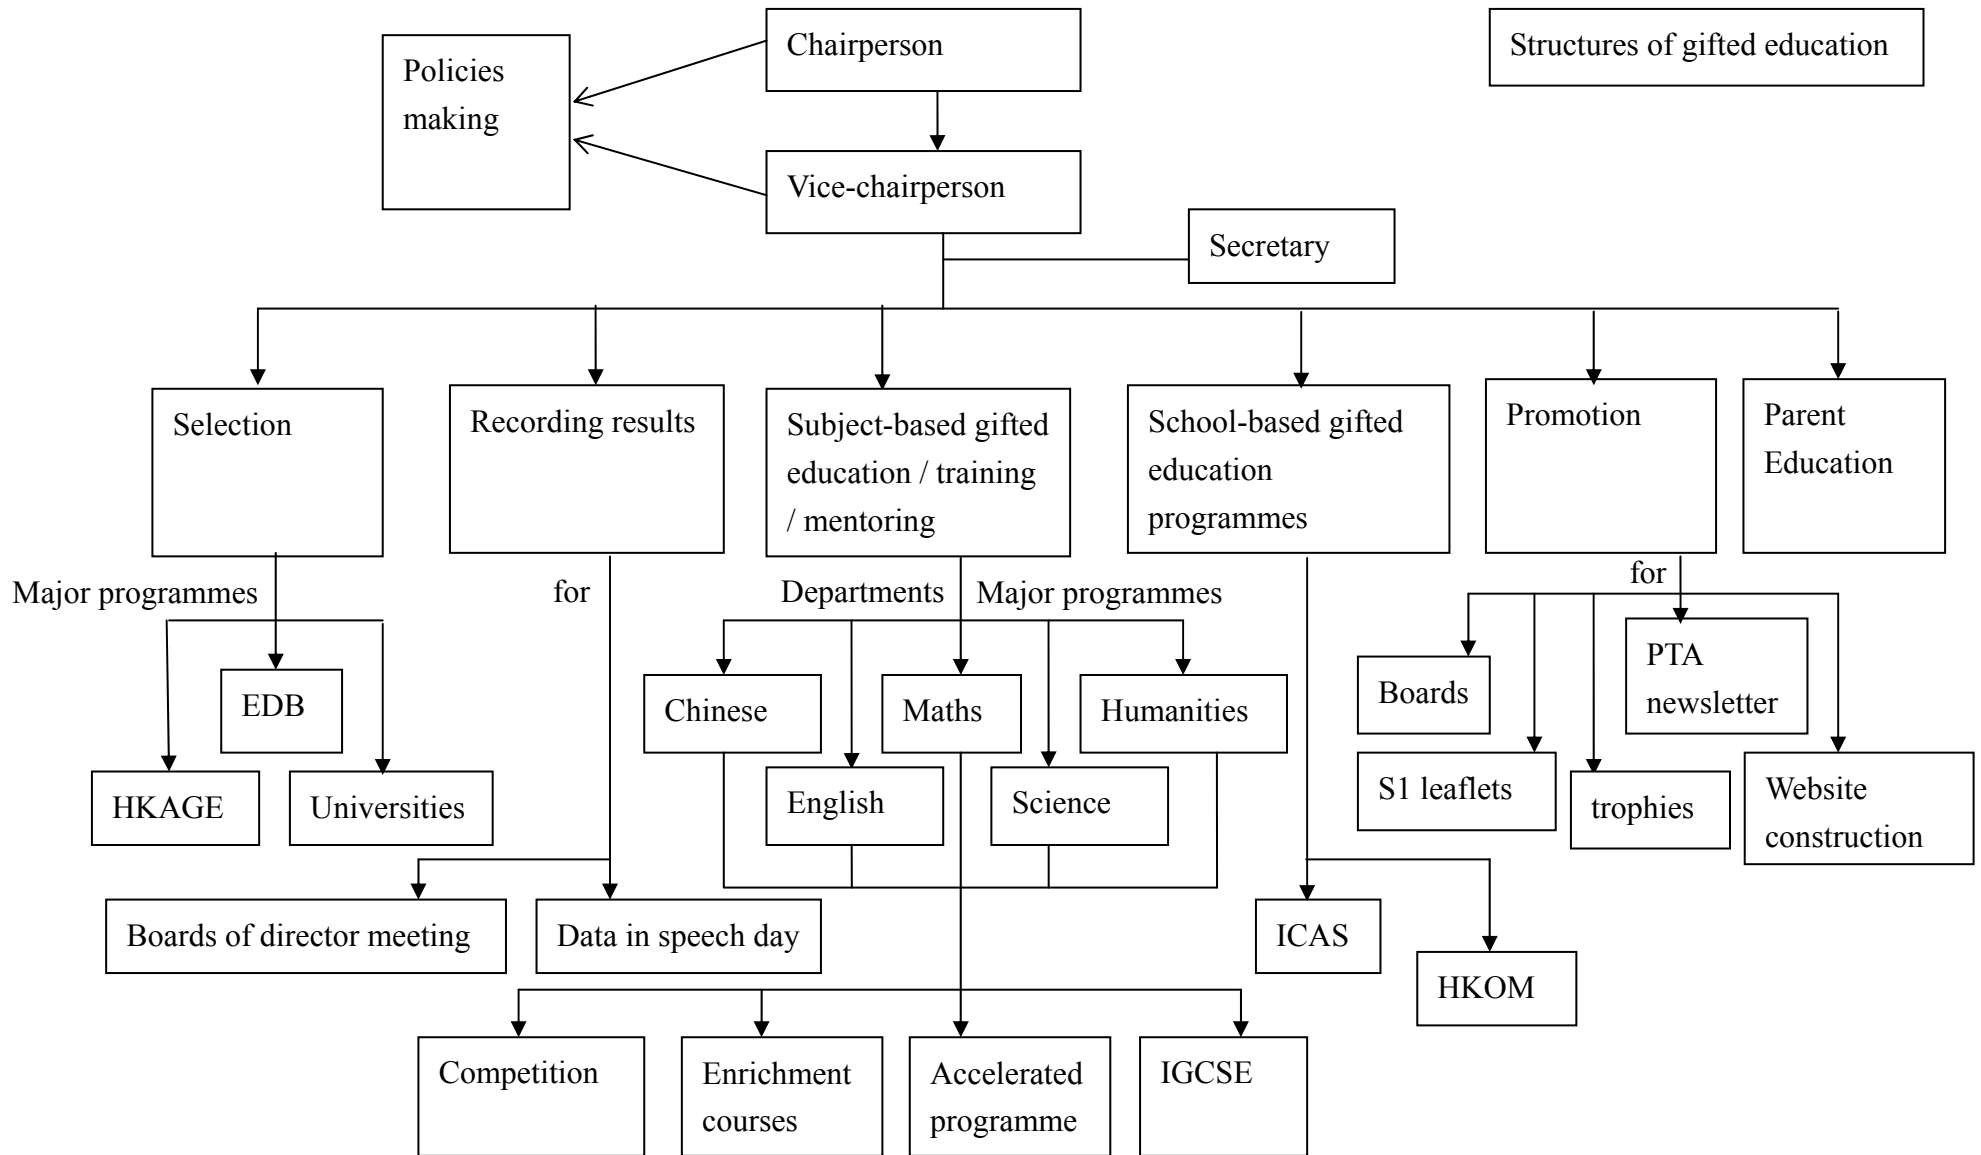 Chairperson
Structures of gifted education
Policies
making
Vice-chairperson
Secretary
Selection
Recording results
Subject-based gifted
education / training
/ mentoring
School-based gifted
education
programmes
Promotion
Parent
Education
Major programmes
for
Departments
Major programmes
for
EDB
HKAGE
Universities
Chinese
Maths
Humanities
English
Science
Boards
PTA
newsletter
S1 leaflets
trophies
Website
construction
Boards of director meeting
Data in speech day
ICAS
HKOM
Competition
Enrichment
courses
Accelerated
programme
IGCSE